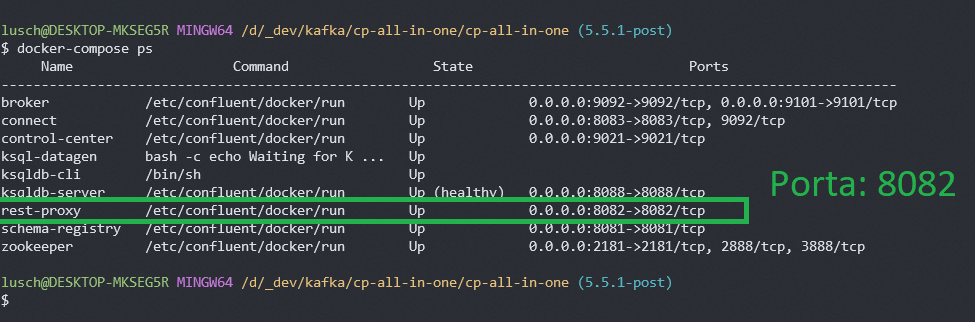 lusch@DESKTOP-MKSEG5R MINGW64 /d/_dev/kafka/cp-all-in-one/cp-all-in-one (5.5.1-post)
$ docker-compose ps
Name Command State Ports
--------------------------------------------------------------------------------------------------------------------------------
broker /etc/confluent/docker/run Up 0.0.0.0:9092->9092/tcp, 0.0.0.0:9101->9101/tcp
connect /etc/confluent/docker/run Up 0.0.0.0:8083->8083/tcp, 9092/tcp
control-center /etc/confluent/docker/run Up 0.0.0.0:9021->9021/tcp
ksql-datagen bash -c echo Waiting for K ... Up
ksqldb-cli /bin/sh Up
ksqldb-server /etc/confluent/docker/run Up (healthy) 0.0.0.0:8088->8088/tcp
Porta: 8082
rest-proxy /etc/confluent/docker/run Up 0.0.0.0:8082->8082/tcp
schema-registry /etc/confluent/docker/run Up 0.0.0.0:8081->8081/tcp
zookeeper /etc/confluent/docker/run Up 0.0.0.0:2181->2181/tcp, 2888/tcp, 3888/tcp
lusch@DESKTOP-MKSEG5R MINGW64 /d/_dev/kafka/cp-all-in-one/cp-all-in-one (5.5.1-post)
$